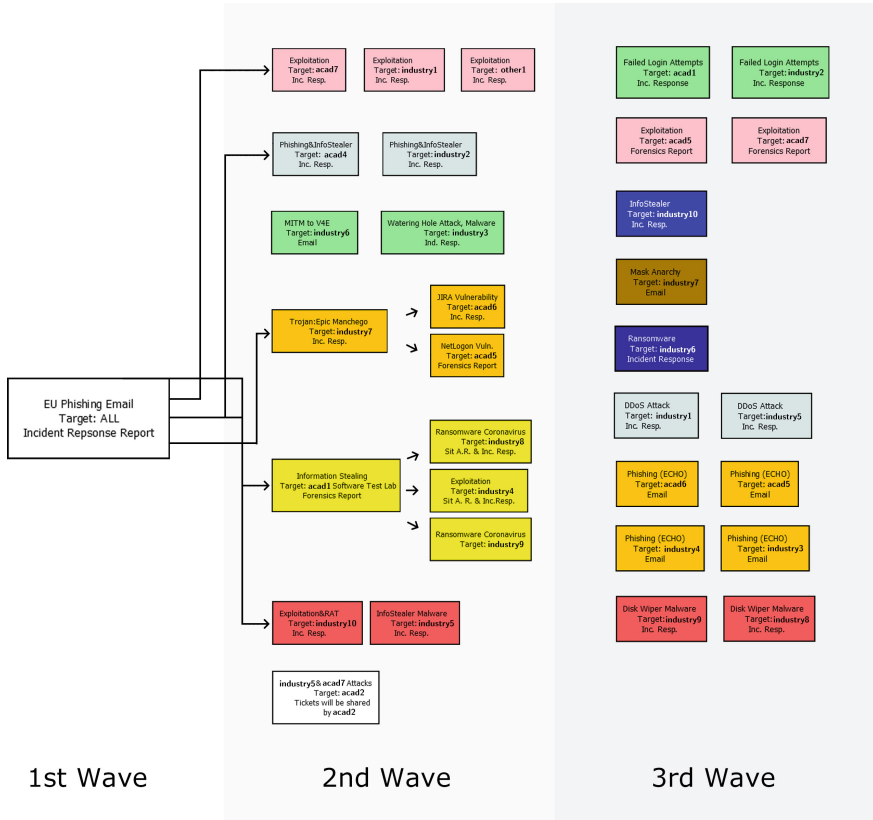 EU Phishing Email
Target: ALL
Incident Repsonse Report
Exploitation
Target: acad7
Inc. Resp.
Exploitation
Target: industry1
Inc. Resp.
Exploitation
Target: other1
Inc. Resp.
Phishing&InfoStealer
Target: acad4
Inc. Resp.
Phishing&InfoStealer
Target: industry2
Inc. Resp.
MITM to V4E
Target: industry6
Email
Watering Hole Attack, Malware
Target: industry3
Ind. Resp.
Trojan:Epic Manchego
Target: industry7
Inc. Resp.
JIRA Vulnerability
Target: acad6
Inc. Resp.
NetLogon Vuln.
Target: acad5
Forensics Report
Information Stealing
Target: acad1 Software Test Lab
Forensics Report
Ransomware Coronavirus
Target: industry8
Sit A.R. & Inc. Resp.
Exploitation
Target: industry4
Sit A. R. & Inc.Resp.
Ransomware Coronavirus
Target: industry9
Exploitation&RAT
Target: industry10
Inc. Resp.
InfoStealer Malware
Target: industry5
Inc. Resp.
industry5 & acad7 Attacks
Target: acad2
Tickets will be shared
by acad2
Failed Login Attempts
Target: acad1
Inc. Response
Failed Login Attempts
Target: industry2
Inc. Response
Exploitation
Target: acad5
Forensics Report
Exploitation
Target: acad7
Forensics Report
InfoStealer
Target: industry10
Inc. Resp.
Mask Anarchy
Target: industry7
Email
Ransomware
Target: industry6
Incident Response
DDoS Attack
Target: industry1
Inc. Resp.
DDoS Attack
Target: industry5
Inc. Resp.
Phishing (ECHO)
Target: acad6
Email
Phishing (ECHO)
Target: acad5
Email
Phishing (ECHO)
Target: industry4
Email
Phishing (ECHO)
Target: industry3
Email
Disk Wiper Malware
Target: industry9
Inc. Resp.
Disk Wiper Malware
Target: industry8
Inc. Resp.
1st Wave
2nd Wave
3rd Wave